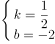 k = 1/2
b = -2